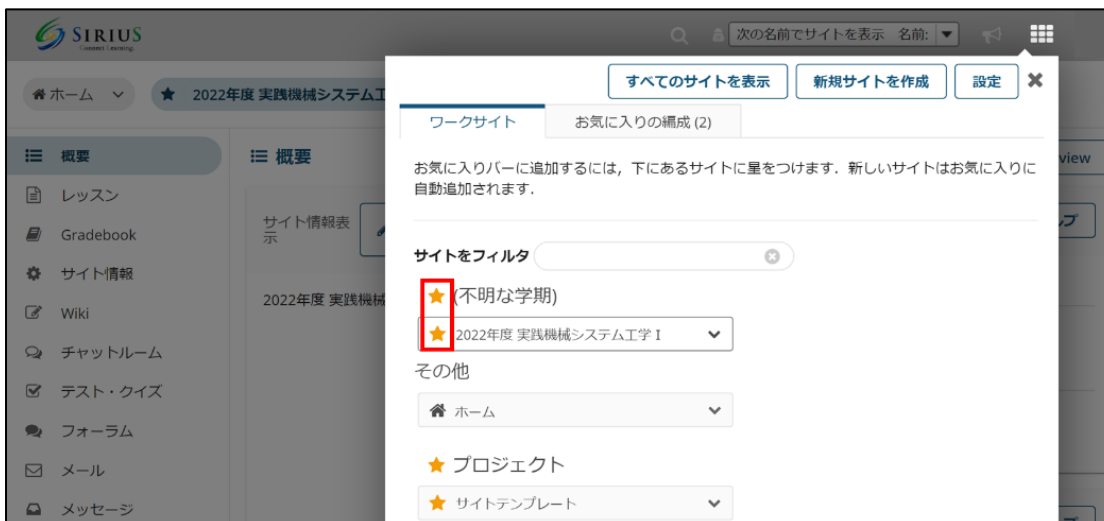 SIRIUS
Connect Learning.
次の名前でサイトを表示 名前:
ホーム
2022年度 実践機械システム工
すべてのサイトを表示
新規サイトを作成
設定
ワークサイト
お気に入りの編成 (2)
お気に入りバーに追加するには,下にあるサイトに星をつけます.新しいサイトはお気に入りに
自動追加されます.
サイトをフィルタ
(不明な学期)
2022年度 実践機械システム工学 I
その他
ホーム
プロジェクト
サイトテンプレート
概要
レッスン
Gradebook
サイト情報
Wiki
チャットルーム
テスト・クイズ
フォーラム
メール
メッセージ
概要
サイト情報表
示
2022年度 実践機械
view
ルプ